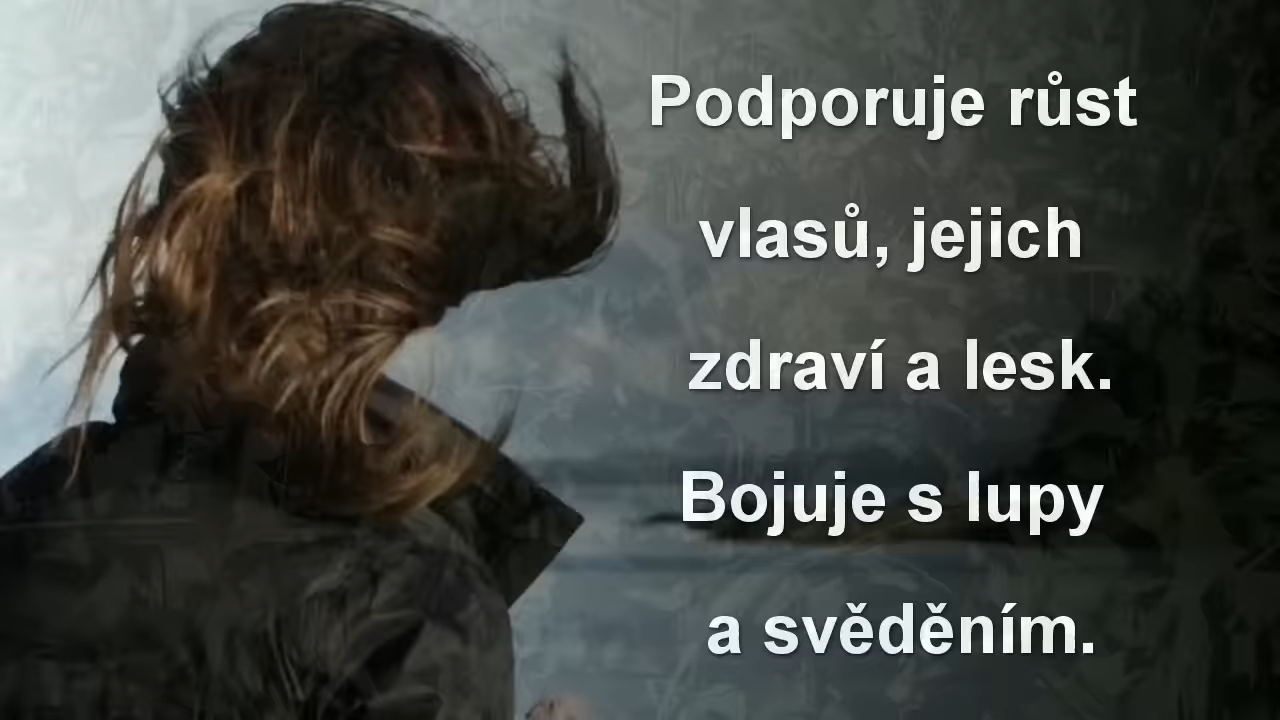 Podporuje růst
vlasů, jejich
zdraví a lesk.
Bojuje s lupy
a svěděním.